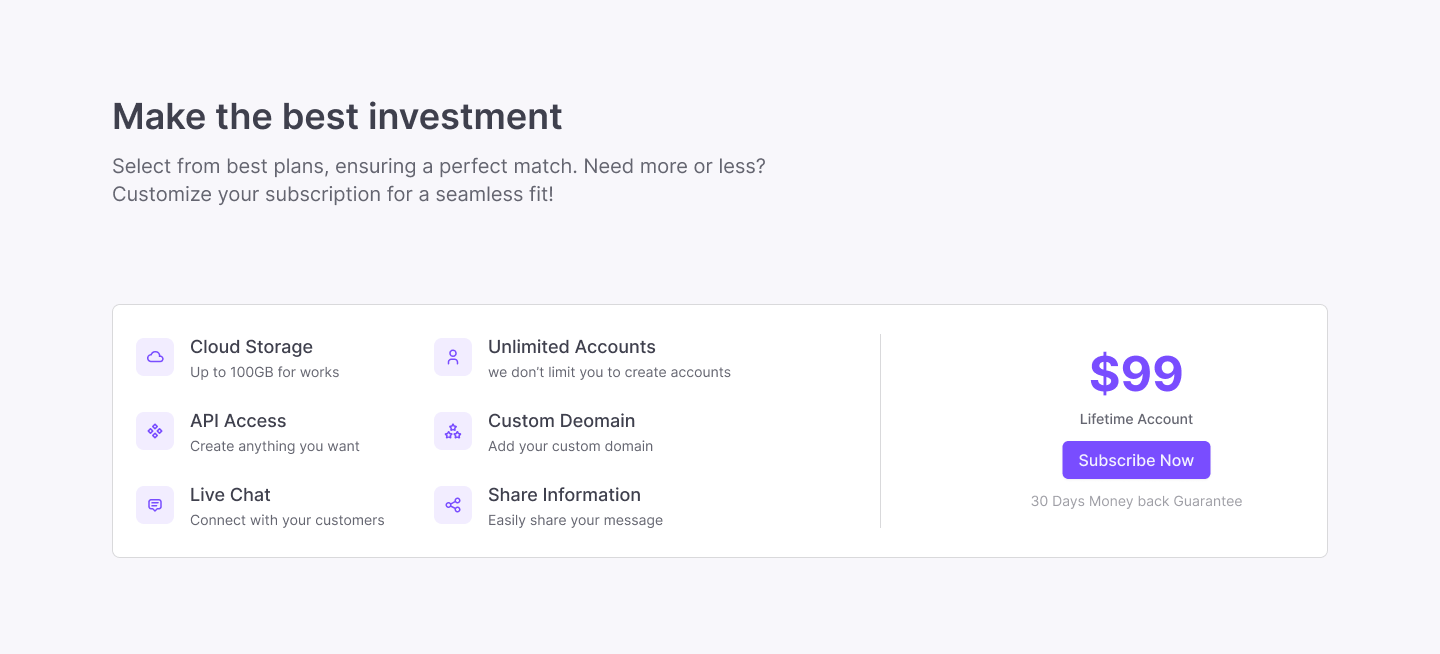 Make the best investment
Select from best plans, ensuring a perfect match. Need more or less?
Customize your subscription for a seamless fit!
Cloud Storage
Up to 100GB for works
Unlimited Accounts
we don't limit you to create accounts
API Access
Create anything you want
Custom Deomain
Add your custom domain
Live Chat
Connect with your customers
Share Information
Easily share your message
$99
Lifetime Account
Subscribe Now
30 Days Money back Guarantee